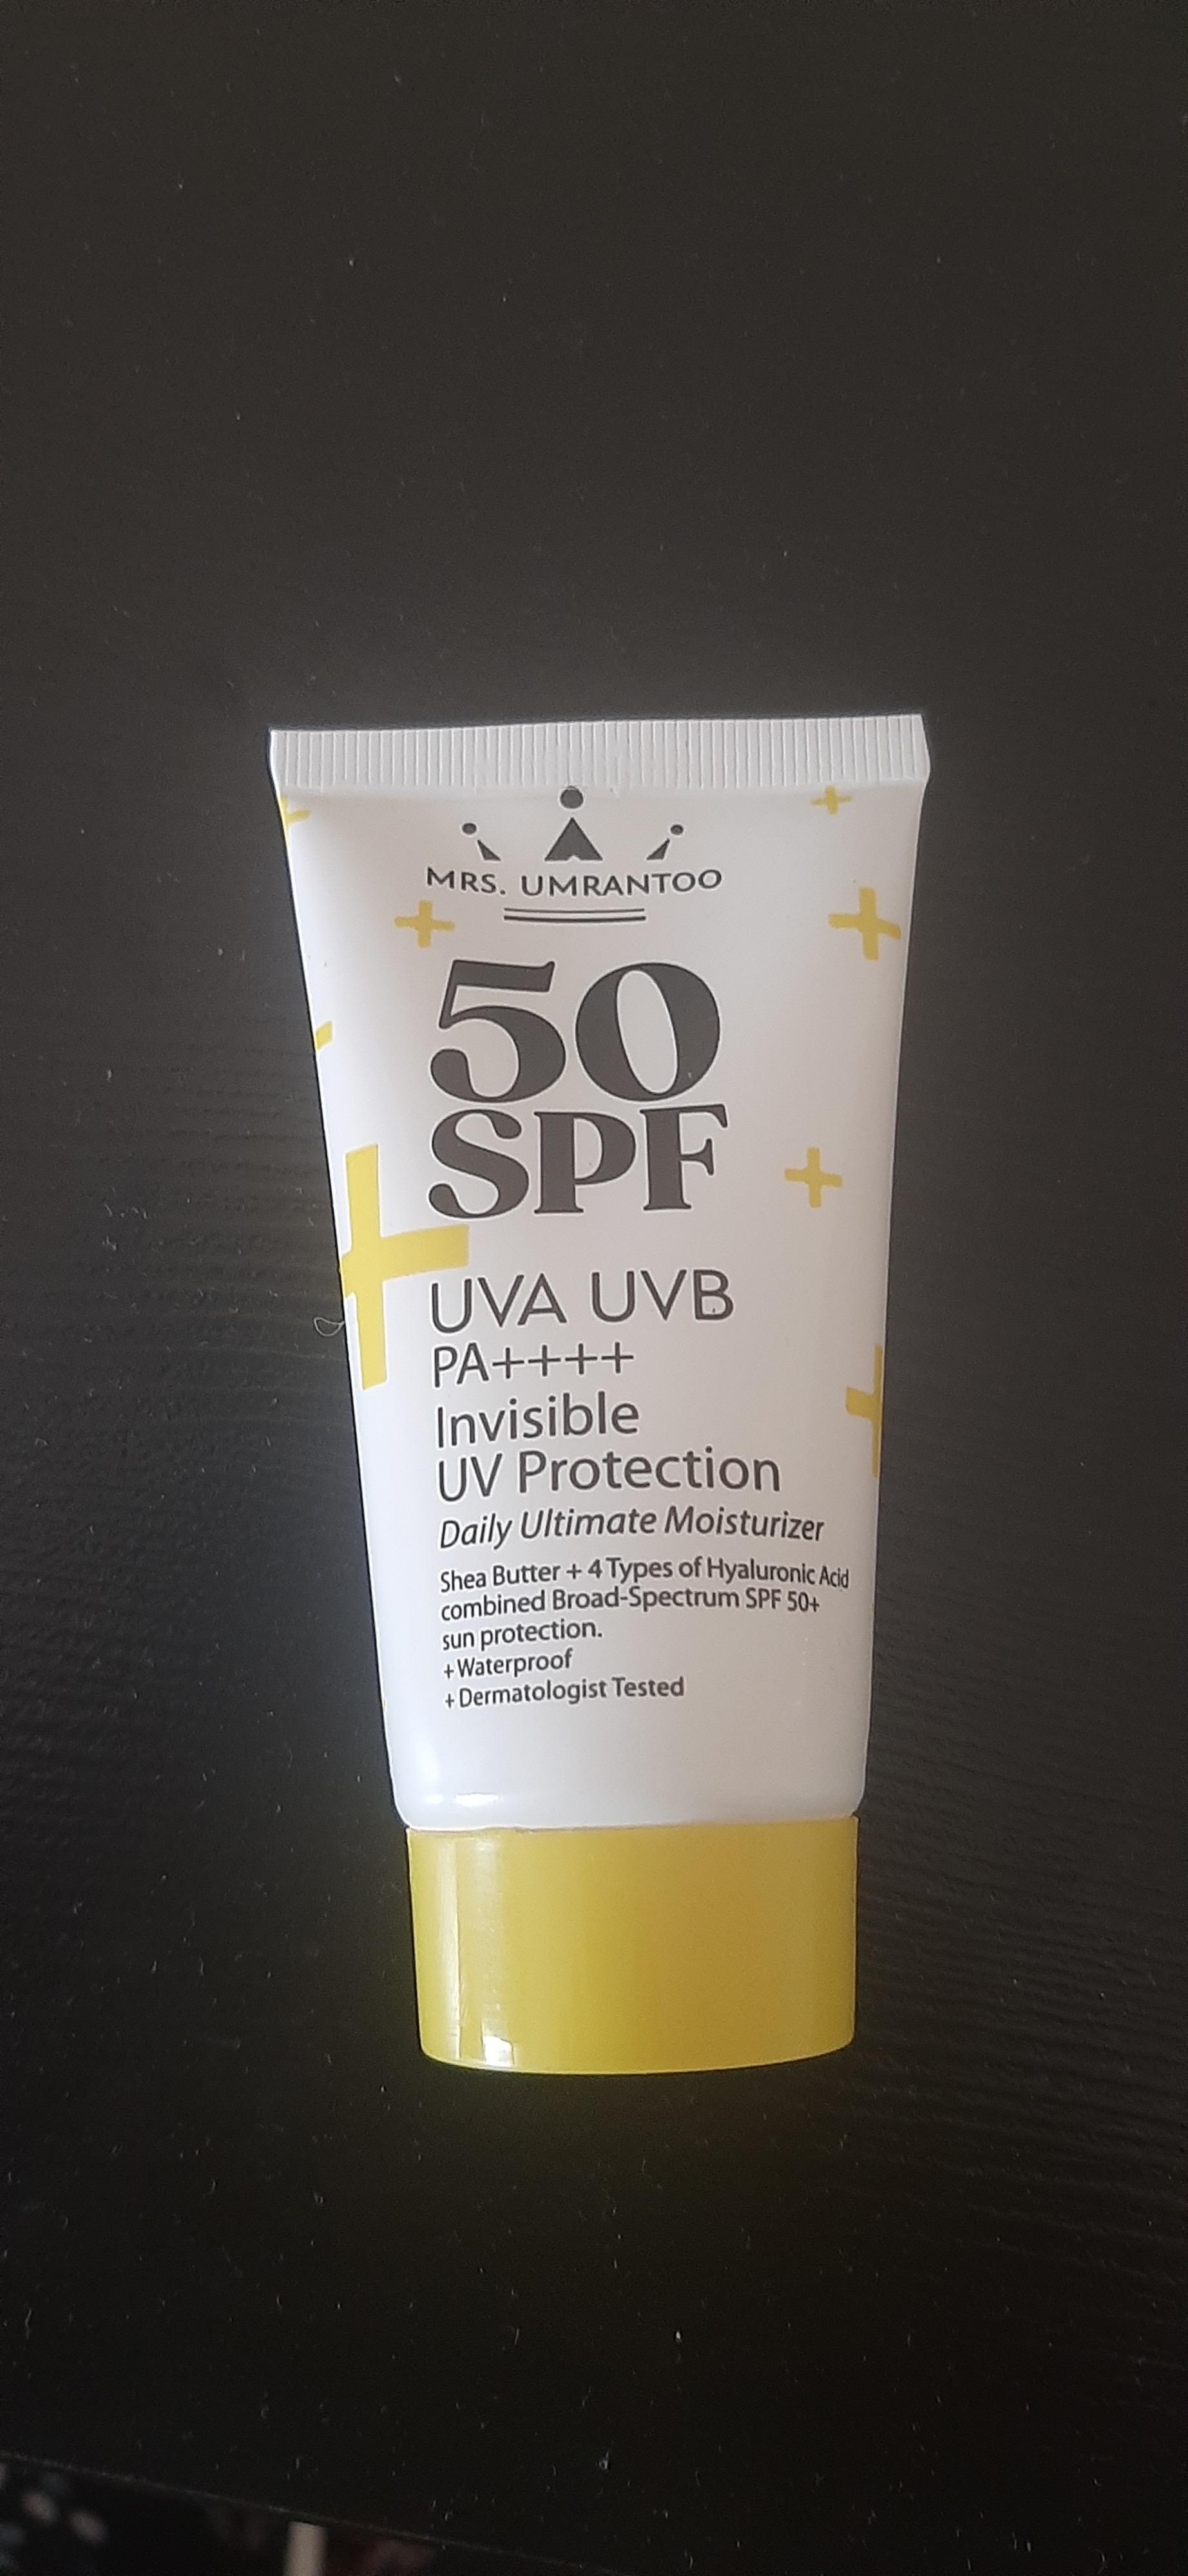 MRS. UMRANTOO
50
SPF
UVA UVB
PA++++
Invisible
UV Protection
Daily Ultimate Moisturizer
Shea Butter + 4 Types of Hyaluronic Acid
combined Broad-Spectrum SPF 50+
sun protection.
+ Waterproof
+ Dermatologist Tested